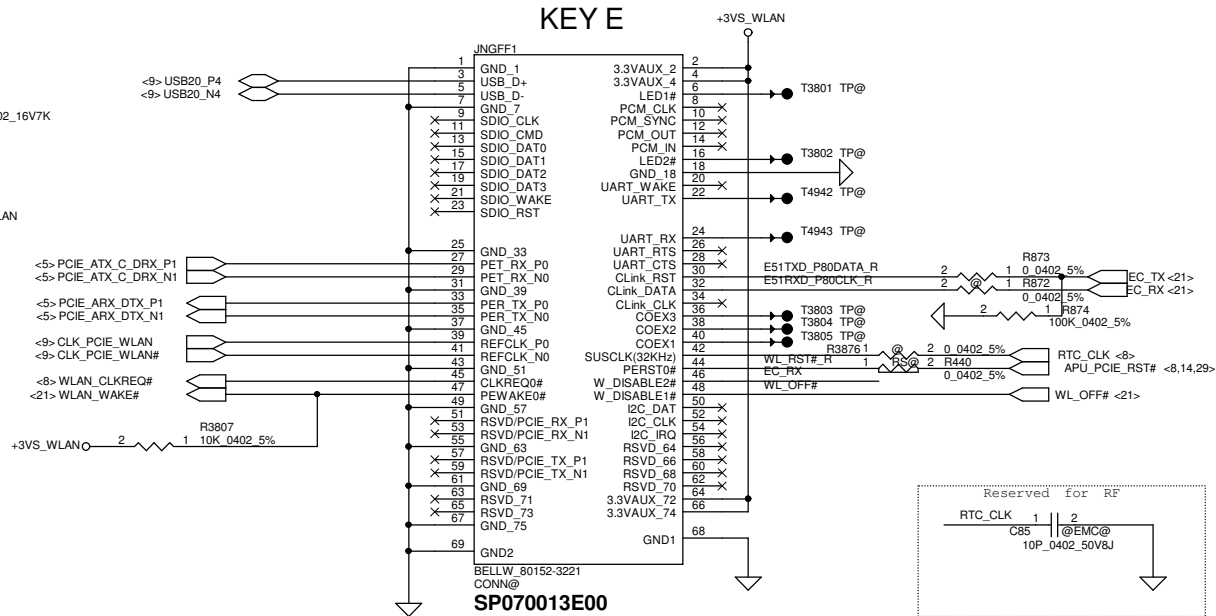 KEY E
+3VS_WLAN
JNGFF1
<9> USB20_P4
<9> USB20_N4
02_16V7K
LAN
1 GND_1
3 USB_D+
5 USB_D-
7 GND_7
9 SDIO_CLK
11 SDIO_CMD
13 SDIO_DAT0
15 SDIO_DAT1
17 SDIO_DAT2
19 SDIO_DAT3
21 SDIO_WAKE
23 SDIO_RST
25 GND_33
27 PET_RX_P0
29 PET_RX_N0
31 GND_39
33 PER_TX_P0
35 PER_TX_N0
37 GND_45
39 REFCLK_P0
41 REFCLK_N0
43 GND_51
45 CLKREQ0#
47 PEWAKE0#
49 GND_57
51 RSVD/PCIE_RX_P1
53 RSVD/PCIE_RX_N1
55 GND_63
57 RSVD/PCIE_TX_P1
59 RSVD/PCIE_TX_N1
61 GND_69
63 RSVD_71
65 RSVD_73
67 GND_75
69 GND2
3.3VAUX_2 2
3.3VAUX_4 4
LED1# 6
PCM_CLK 8
PCM_SYNC 10
PCM_OUT 12
PCM_IN 14
LED2# 16
GND_18 18
UART_WAKE 20
UART_TX 22
UART_RX 24
UART_RTS 26
UART_CTS 28
CLink_RST 30
CLink_DATA 32
CLink_CLK 34
COEX3 36
COEX2 38
COEX1 40
SUSCLK(32KHz) 42
PERST0# 44
W_DISABLE2# 46
W_DISABLE1# 48
I2C_DAT 50
I2C_CLK 52
I2C_IRQ 54
RSVD_64 56
RSVD_66 58
RSVD_68 60
RSVD_70 62
3.3VAUX_72 64
3.3VAUX_74 66
GND1 68
T3801 TP@
T3802 TP@
T4942 TP@
T4943 TP@
E51TXD_P80DATA_R
E51RXD_P80CLK_R
R873
2 1 0_0402_5%
EC_TX <21>
R872
2 @ 1 0_0402_5%
EC_RX <21>
R874
2 1 100K_0402_5%
T3803 TP@
T3804 TP@
T3805 TP@
R3876 1 @ 2 0_0402_5%
RTC_CLK <8>
WL_RST#_R 1 RS@ 2 R440
0_0402_5%
APU_PCIE_RST# <8,14,29>
EC_RX
WL_OFF#
WL_OFF# <21>
<5> PCIE_ATX_C_DRX_P1
<5> PCIE_ATX_C_DRX_N1
<5> PCIE_ARX_DTX_P1
<5> PCIE_ARX_DTX_N1
<9> CLK_PCIE_WLAN
<9> CLK_PCIE_WLAN#
<8> WLAN_CLKREQ#
<21> WLAN_WAKE#
+3VS_WLAN 2 1
R3807
10K_0402_5%
BELLW_80152-3221
CONN@
SP070013E00
Reserved for RF
RTC_CLK 1 2
C85 @EMC@
10P_0402_50V8J